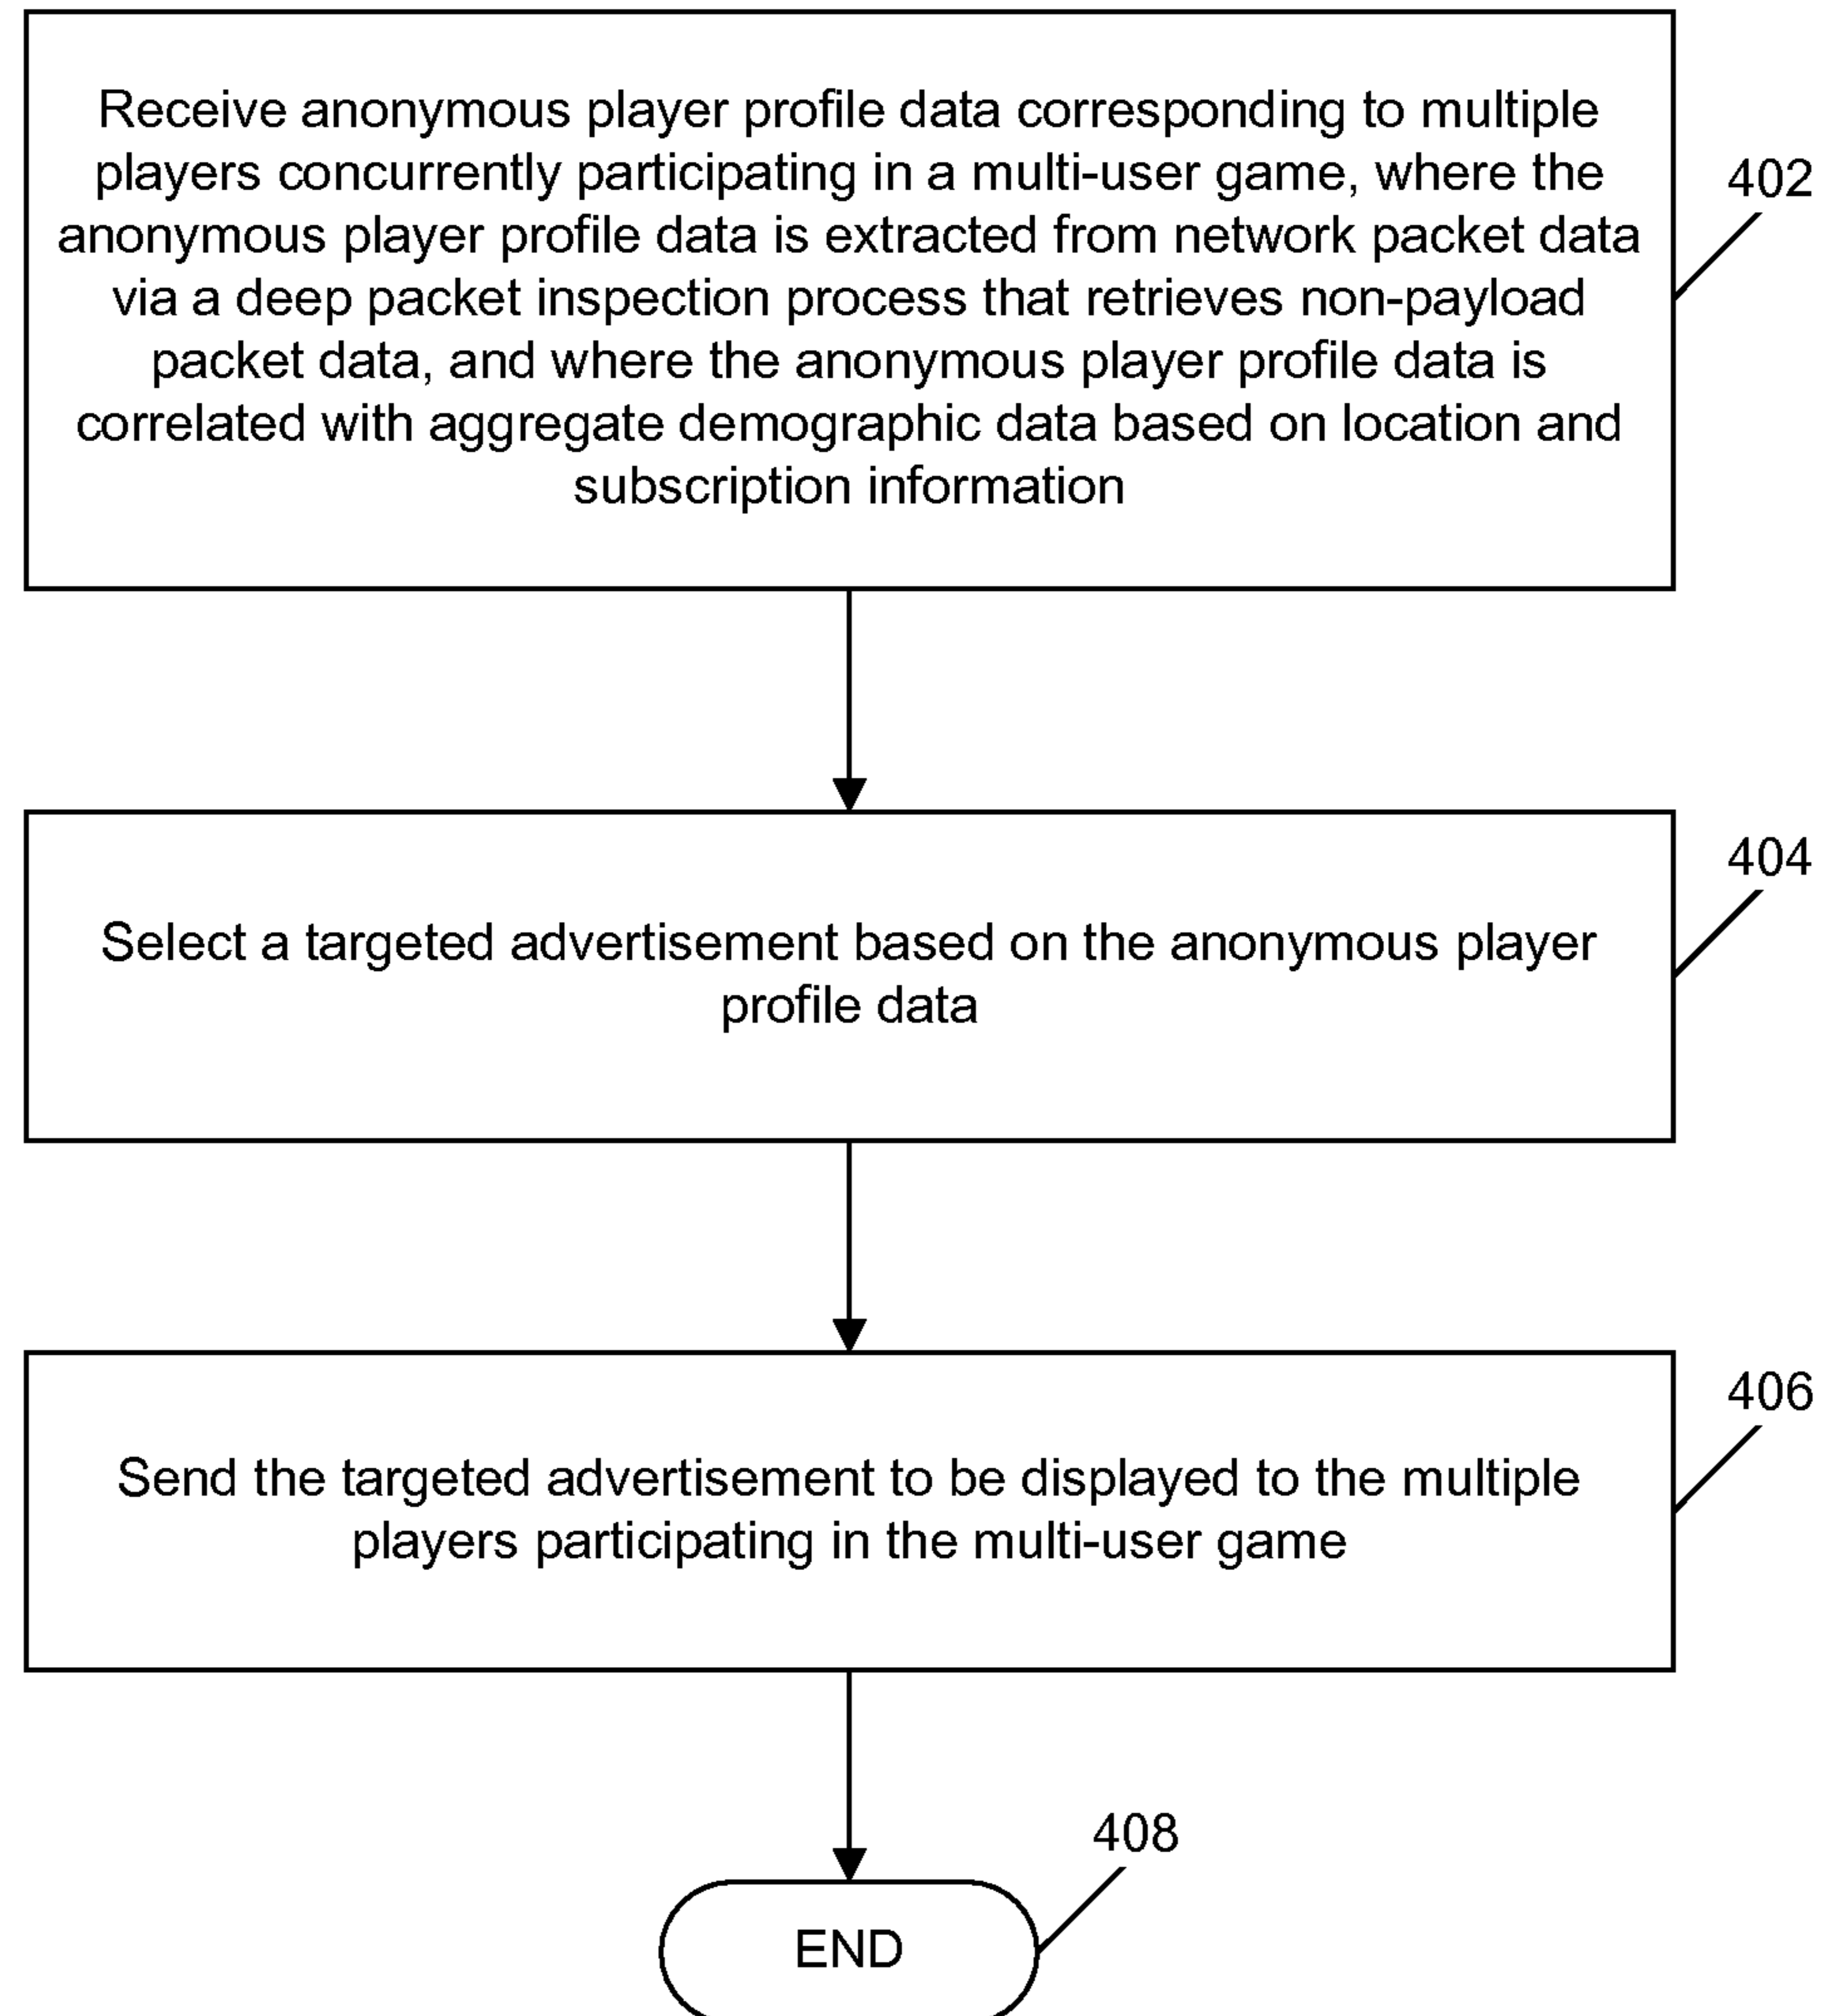 Receive anonymous player profile data corresponding to multiple
players concurrently participating in a multi-user game, where the
anonymous player profile data is extracted from network packet data
via a deep packet inspection process that retrieves non-payload
packet data, and where the anonymous player profile data is
correlated with aggregate demographic data based on location and
subscription information
402
Select a targeted advertisement based on the anonymous player
profile data
404
Send the targeted advertisement to be displayed to the multiple
players participating in the multi-user game
406
END
408